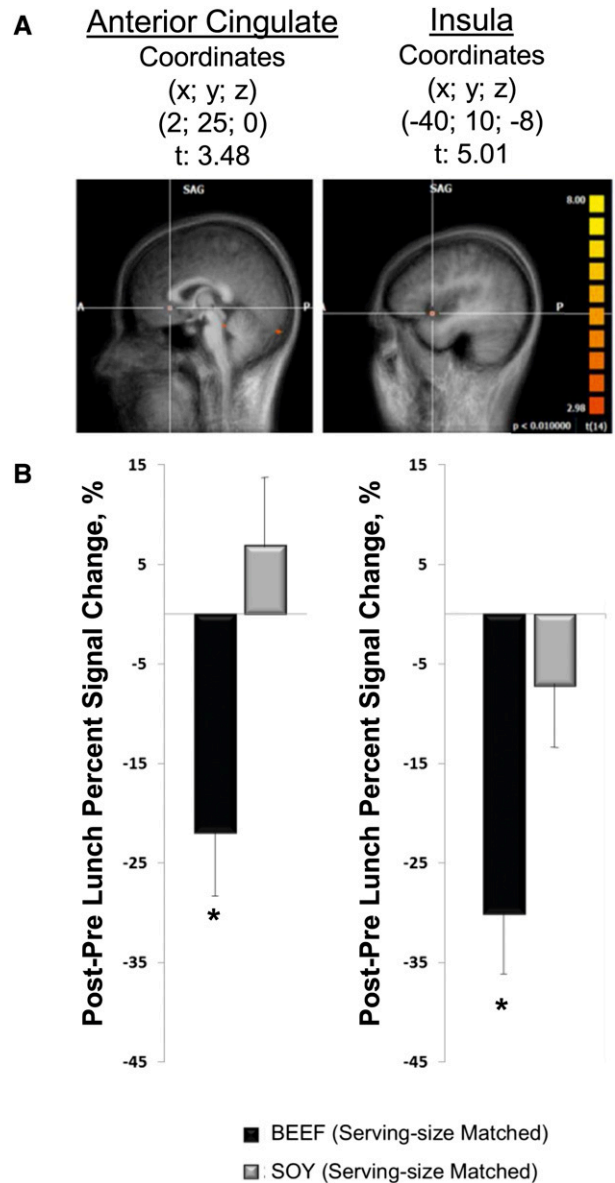 A
Anterior Cingulate
Coordinates
(x; y; z)
(2; 25; 0)
t: 3.48
Insula
Coordinates
(x; y; z)
(-40; 10; -8)
t: 5.01
SAG
A
P
SAG
A
P
8.00
2.98
p < 0.010000 t(14)
B
Post-Pre Lunch Percent Signal Change, %
15
5
-5
-15
-25
-35
-45
*
Post-Pre Lunch Percent Signal Change, %
15
5
-5
-15
-25
-35
-45
*
BEEF (Serving-size Matched)
SOY (Serving-size Matched)